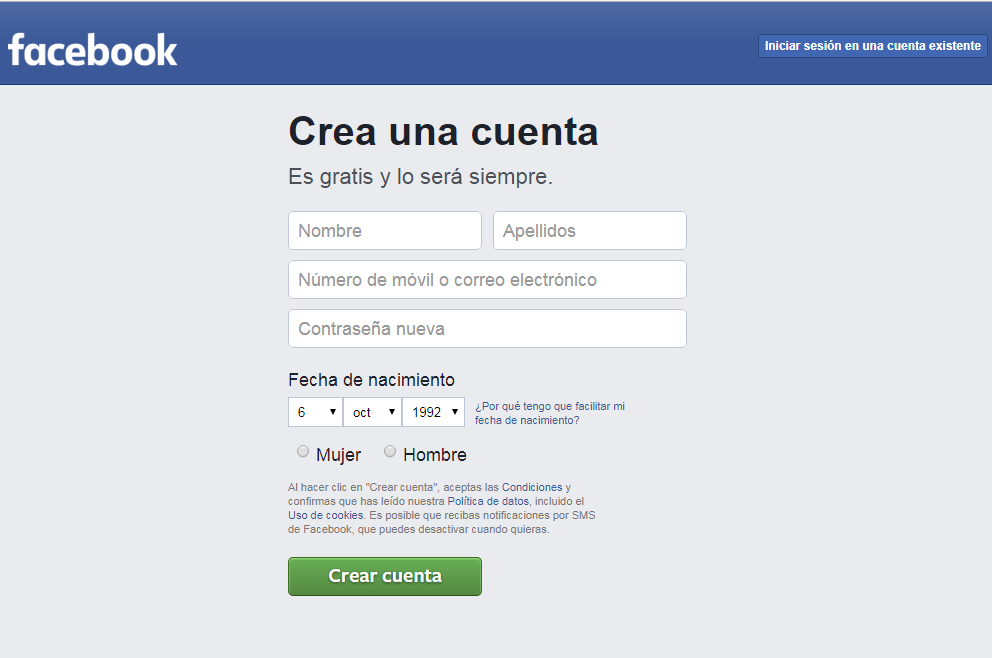 facebook
Iniciar sesión en una cuenta existente
Crea una cuenta
Es gratis y lo será siempre.
Nombre
Apellidos
Número de móvil o correo electrónico
Contraseña nueva
Fecha de nacimiento
6 oct 1992
¿Por qué tengo que facilitar mi
fecha de nacimiento?
Mujer Hombre
Al hacer clic en "Crear cuenta", aceptas las Condiciones y
confirmas que has leído nuestra Política de datos, incluido el
Uso de cookies. Es posible que recibas notificaciones por SMS
de Facebook, que puedes desactivar cuando quieras.
Crear cuenta